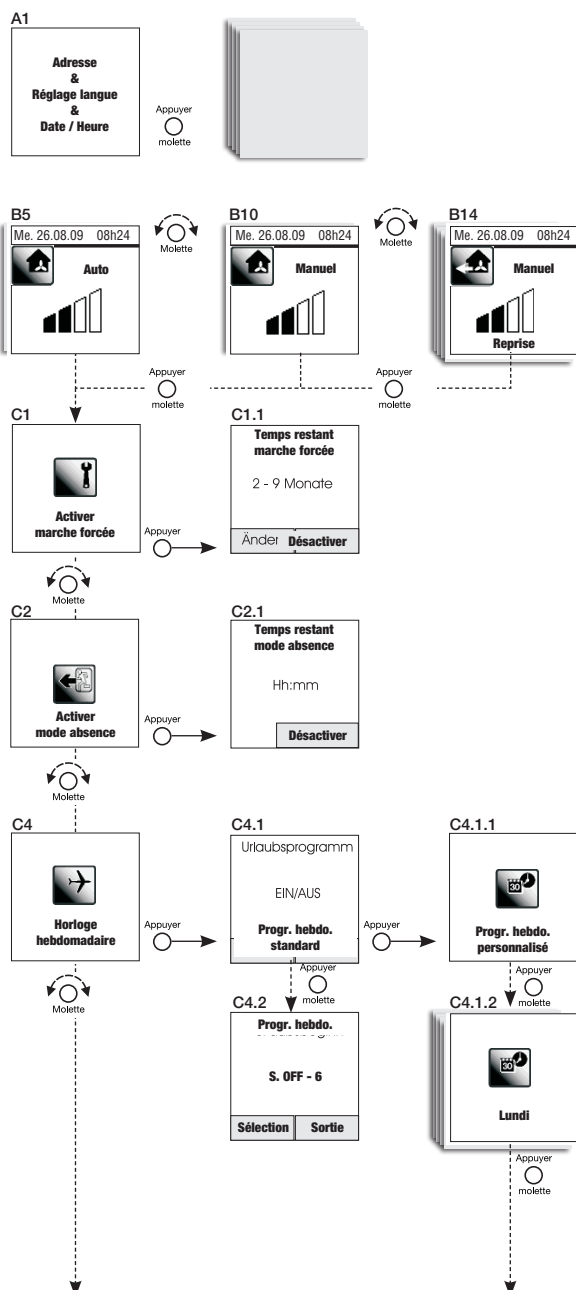 A1
Adresse
&
Réglage langue
&
Date / Heure
Appuyer
molette
B5
Me. 26.08.09 08h24
Auto
Molette
B10
Me. 26.08.09 08h24
Manuel
Molette
B14
Me. 26.08.09 08h24
Manuel
Reprise
Appuyer
molette
Appuyer
molette
C1
Activer
marche forcée
Appuyer
C1.1
Temps restant
marche forcée
2 - 9 Monate
Änder Désactiver
Molette
C2
Activer
mode absence
Appuyer
C2.1
Temps restant
mode absence
Hh:mm
Désactiver
Molette
C4
Horloge
hebdomadaire
Appuyer
C4.1
Urlaubsprogramm
EIN/AUS
Progr. hebdo.
standard
Appuyer
C4.1.1
30
Progr. hebdo.
personnalisé
Molette
Appuyer
molette
Appuyer
molette
C4.2
Progr. hebdo.
S. OFF - 6
Sélection Sortie
C4.1.2
30
Lundi
Appuyer
molette